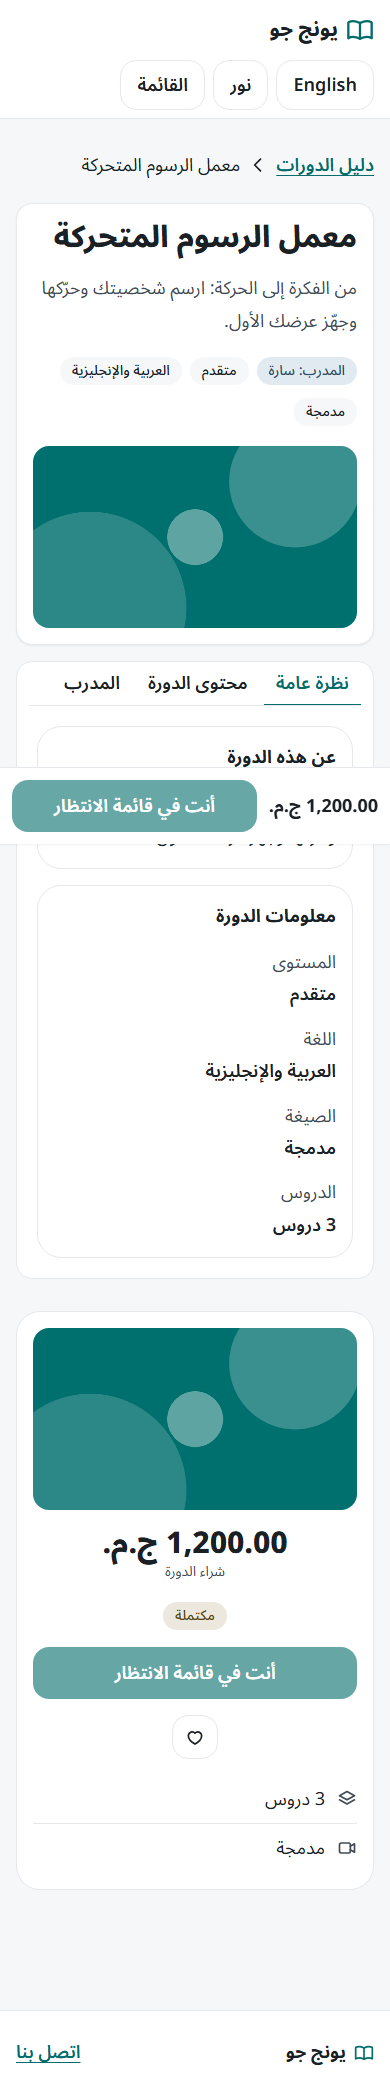 يونج جو
English
نور
القائمة
دليل الدورات
معمل الرسوم المتحركة
معمل الرسوم المتحركة
من الفكرة إلى الحركة: ارسم شخصيتك وحرّكها
وجهّز عرضك الأول.
المدرب: سارة
متقدم
العربية والإنجليزية
مدمجة
نظرة عامة
محتوى الدورة
المدرب
عن هذه الدورة
1,200.00 ج.م.
أنت في قائمة الانتظار
معلومات الدورة
المستوى
متقدم
اللغة
العربية والإنجليزية
الصيغة
مدمجة
الدروس
3 دروس
1,200.00 ج.م.
شراء الدورة
مكتملة
أنت في قائمة الانتظار
3 دروس
مدمجة
يونج جو
اتصل بنا